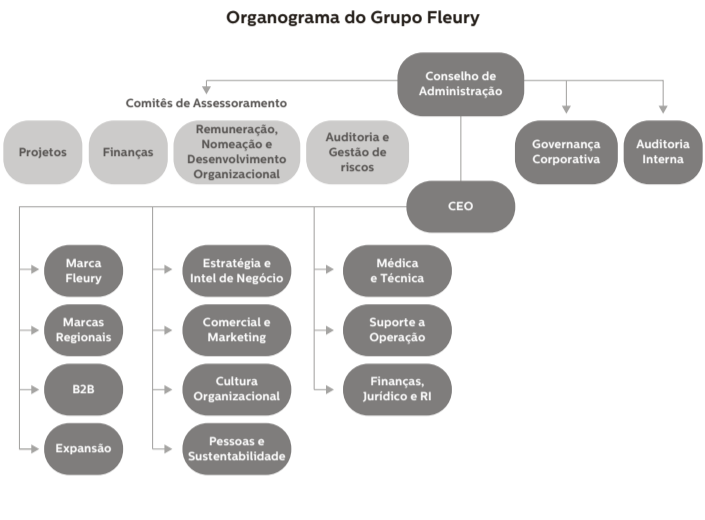 Organograma do Grupo Fleury
Conselho de
Administração
Comitês de Assessoramento
Projetos
Finanças
Remuneração,
Nomeação e
Desenvolvimento
Organizacional
Auditoria e
Gestão de
riscos
Governança
Corporativa
Auditoria
Interna
CEO
Marca
Fleury
Marcas
Regionais
B2B
Expansão
Estratégia e
Intel de Negócio
Comercial e
Marketing
Cultura
Organizacional
Pessoas e
Sustentabilidade
Médica
e Técnica
Suporte a
Operação
Finanças,
Jurídico e RI